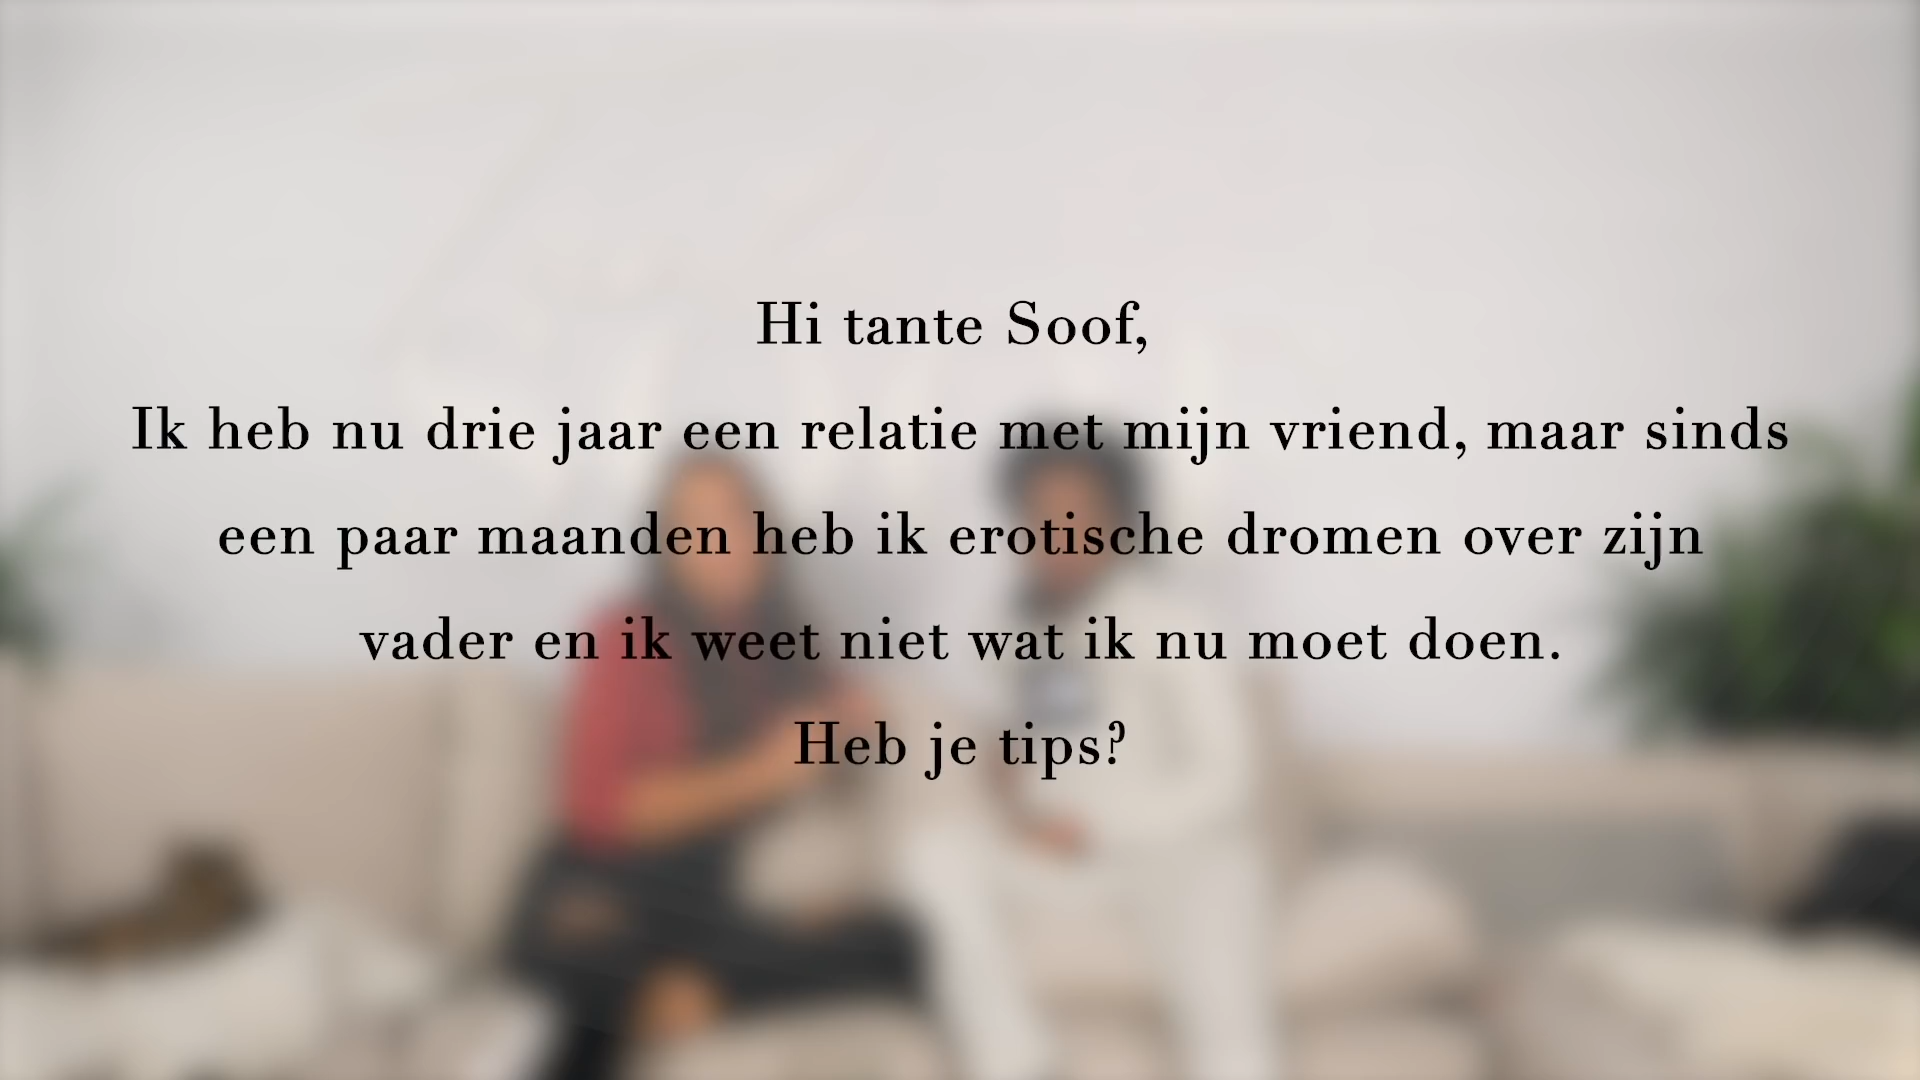 Hi tante Soof,
Ik heb nu drie jaar een relatie met mijn vriend, maar sinds
een paar maanden heb ik erotische dromen over zijn
vader en ik weet niet wat ik nu moet doen.
Heb je tips?